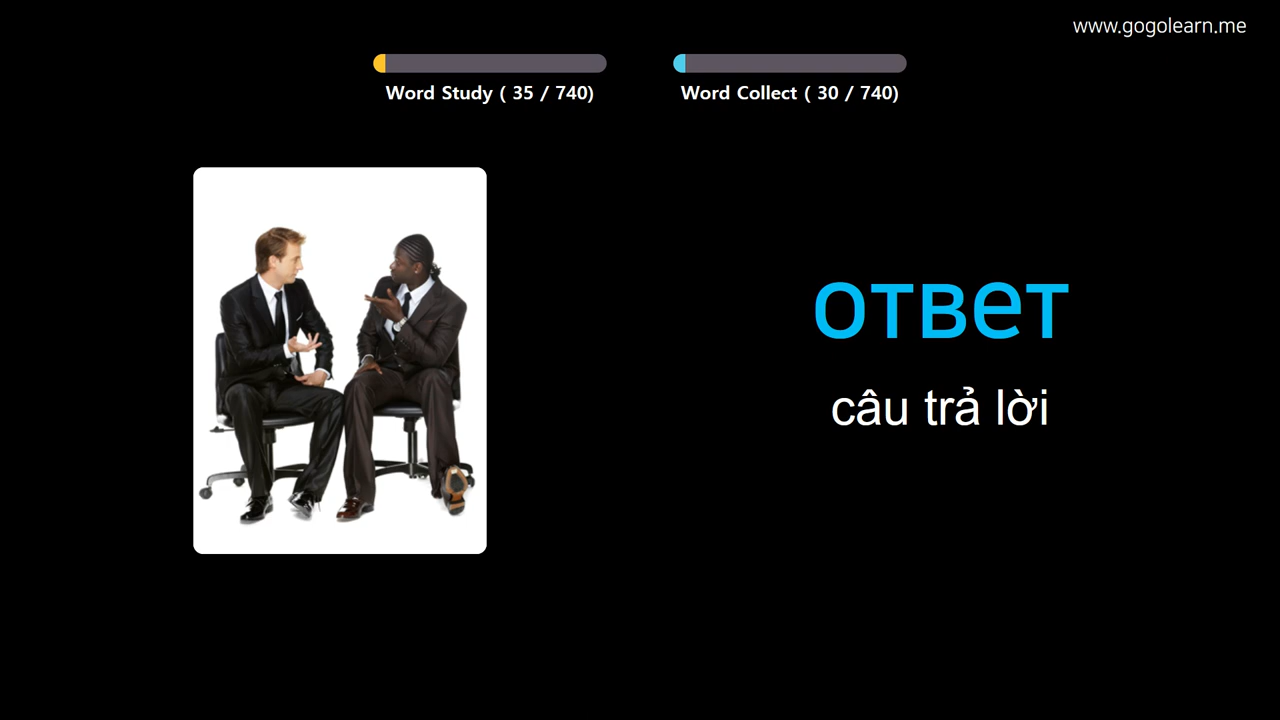 www.gogolearn.me
Word Study ( 35 / 740)
Word Collect ( 30 / 740)
ответ
câu trả lời